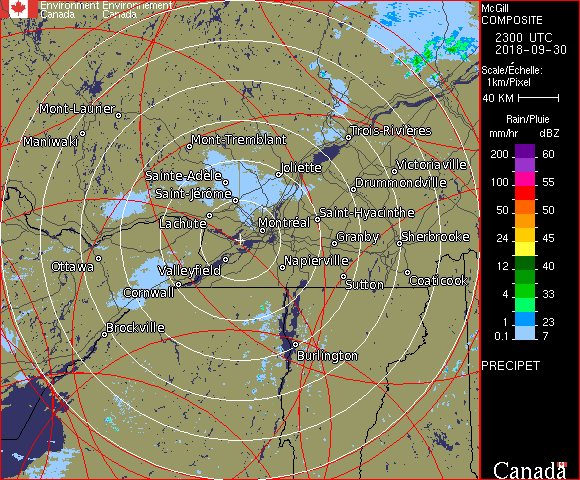 Environment Environnement
Canada Canada
McGill
COMPOSITE
2300 UTC
2018-09-30
Scale/Échelle:
1km/Pixel
40 KM
Rain/Pluie
mm/hr dBZ
200 60
100 55
50 50
24 45
12 40
4 33
1 23
0.1 7
PRECIPET
Canada
Mont-Laurier
Maniwaki
Mont-Tremblant
Trois-Rivières
Sainte-Adèle
Joliette
Victoriaville
Saint-Jérôme
Drummondville
Lachute
Saint-Hyacinthe
Montréal
Granby
Sherbrooke
Ottawa
Valleyfield
Napierville
Cornwall
Sutton
Coaticook
Brockville
Burlington